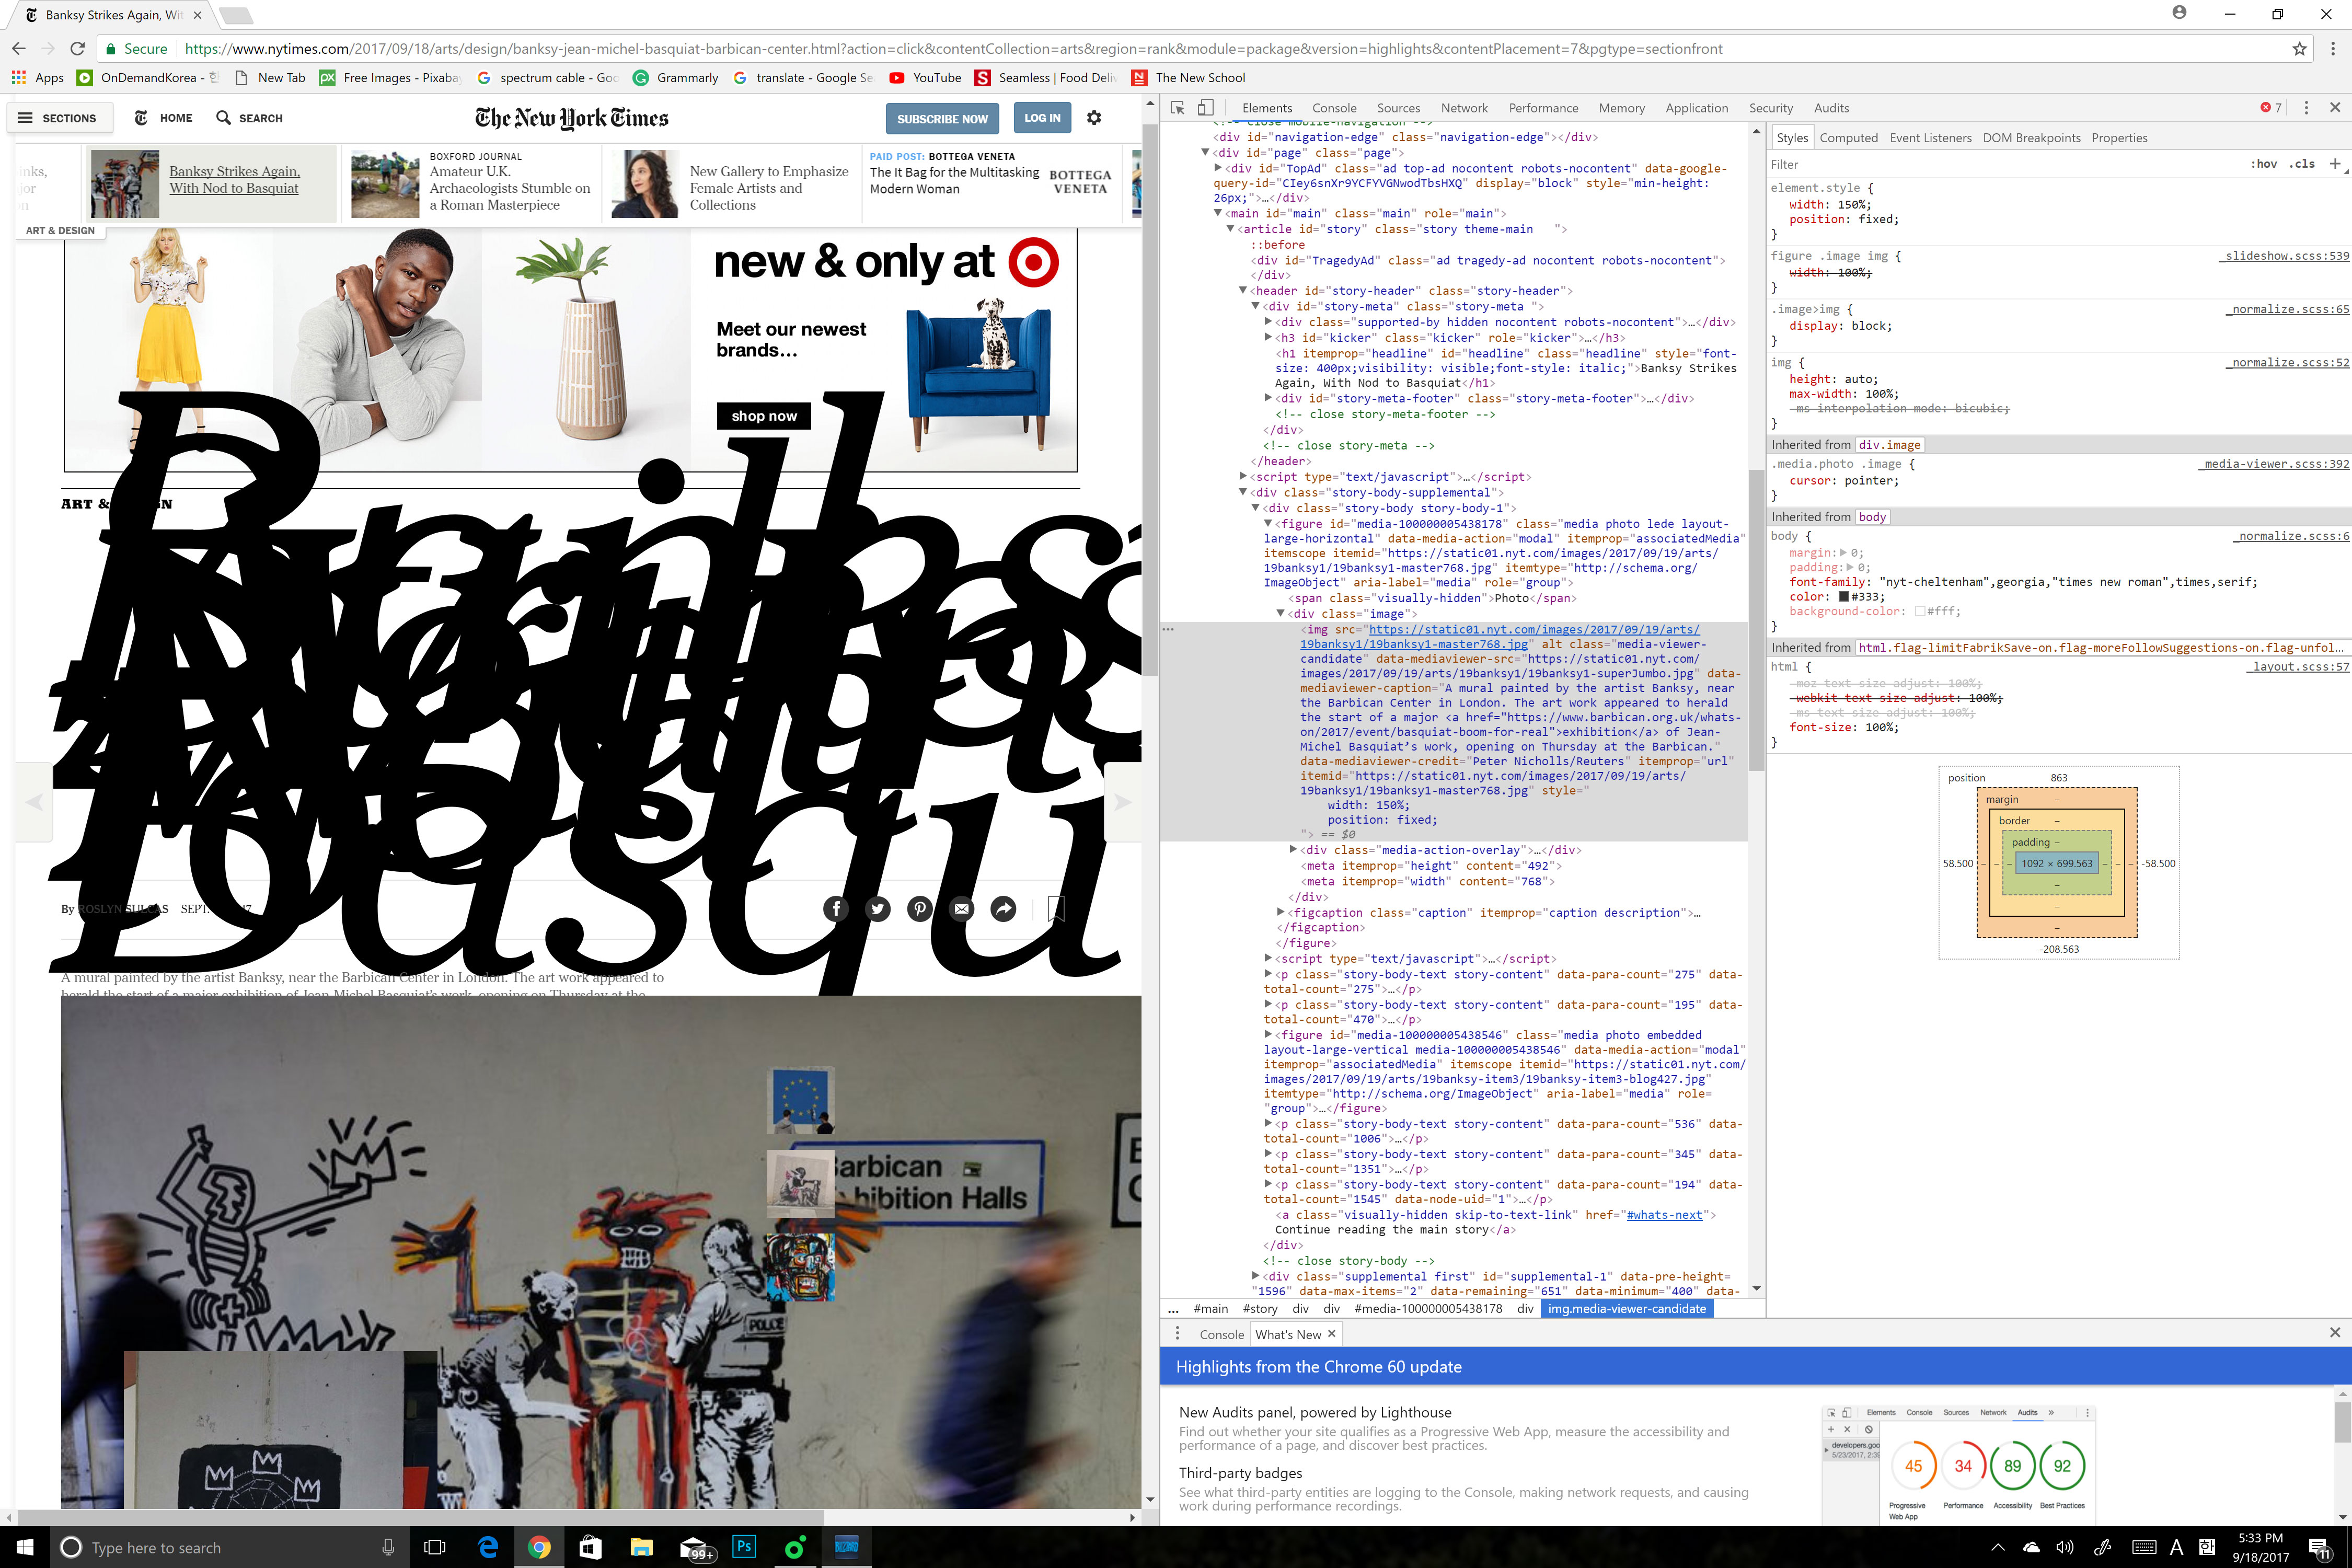 Banksy Strikes Again, Wit
Secure
https://www.nytimes.com/2017/09/18/arts/design/banksy-jean-michel-basquiat-barbican-center.html?action=click&contentCollection=arts&region=rank&module=package&version=highlights&contentPlacement=7&pgtype=sectionfront
Apps OnDemandKorea - New Tab Free Images - Pixaba spectrum cable - Goo Grammarly translate - Google Se YouTube Seamless | Food Deliv The New School
SECTIONS HOME SEARCH The New York Times SUBSCRIBE NOW LOG IN
Banksy Strikes Again,
With Nod to Basquiat
BOXFORD JOURNAL
Amateur U.K.
Archaeologists Stumble on
a Roman Masterpiece
New Gallery to Emphasize
Female Artists and
Collections
PAID POST: BOTTEGA VENETA
The It Bag for the Multitasking
Modern Woman
BOTTEGA
VENETA
ART & DESIGN
new & only at
Meet our newest
brands...
shop now
By ROSLYN SULCAS SEPT.
A mural painted by the artist Banksy, near the Barbican Center in London. The art work appeared to
herald the start of a major exhibition of Jean-Michel Basquiat's work, opening on Thursday at the
arbican
hibition Halls
POLICE
Elements Console Sources Network Performance Memory Application Security Audits 7
<!-- close mobile-navigation -->
<div id="navigation-edge" class="navigation-edge"></div>
<div id="page" class="page">
<div id="TopAd" class="ad top-ad nocontent robots-nocontent" data-google-
query-id="CIey6snXr9YCFYVGNwodTbsHXQ" display="block" style="min-height:
26px;">…</div>
<main id="main" class="main" role="main">
<article id="story" class="story theme-main   ">
::before
<div id="TragedyAd" class="ad tragedy-ad nocontent robots-nocontent">
</div>
<header id="story-header" class="story-header">
<div id="story-meta" class="story-meta ">
<div class="supported-by hidden nocontent robots-nocontent">…</div>
<h3 id="kicker" class="kicker" role="kicker">…</h3>
<h1 itemprop="headline" id="headline" class="headline" style="font-
size: 400px;visibility: visible;font-style: italic;">Banksy Strikes
Again, With Nod to Basquiat</h1>
<div id="story-meta-footer" class="story-meta-footer">…</div>
<!-- close story-meta-footer -->
</div>
<!-- close story-meta -->
</header>
<script type="text/javascript">…</script>
<div class="story-body-supplemental">
<div class="story-body story-body-1">
<figure id="media-100000005438178" class="media photo lede layout-
large-horizontal" data-media-action="modal" itemprop="associatedMedia"
itemscope itemid="https://static01.nyt.com/images/2017/09/19/arts/
19banksy1/19banksy1-master768.jpg" itemtype="http://schema.org/
ImageObject" aria-label="media" role="group">
<span class="visually-hidden">Photo</span>
<div class="image">
<img src="https://static01.nyt.com/images/2017/09/19/arts/
19banksy1/19banksy1-master768.jpg" alt class="media-viewer-
candidate" data-mediaviewer-src="https://static01.nyt.com/
images/2017/09/19/arts/19banksy1/19banksy1-superJumbo.jpg" data-
mediaviewer-caption="A mural painted by the artist Banksy, near
the Barbican Center in London. The art work appeared to herald
the start of a major <a href="https://www.barbican.org.uk/whats-
on/2017/event/basquiat-boom-for-real">exhibition</a> of Jean-
Michel Basquiat’s work, opening on Thursday at the Barbican."
data-mediaviewer-credit="Peter Nicholls/Reuters" itemprop="url"
itemid="https://static01.nyt.com/images/2017/09/19/arts/
19banksy1/19banksy1-master768.jpg" style="
width: 150%;
position: fixed;
"> == $0
<div class="media-action-overlay">…</div>
<meta itemprop="height" content="492">
<meta itemprop="width" content="768">
</div>
<figcaption class="caption" itemprop="caption description">…
</figcaption>
</figure>
<script type="text/javascript">…</script>
<p class="story-body-text story-content" data-para-count="275" data-
total-count="275">…</p>
<p class="story-body-text story-content" data-para-count="195" data-
total-count="470">…</p>
<figure id="media-100000005438546" class="media photo embedded
layout-large-vertical media-100000005438546" data-media-action="modal"
itemprop="associatedMedia" itemscope itemid="https://static01.nyt.com/
images/2017/09/19/arts/19banksy-item3/19banksy-item3-blog427.jpg"
itemtype="http://schema.org/ImageObject" aria-label="media" role=
"group">…</figure>
<p class="story-body-text story-content" data-para-count="536" data-
total-count="1006">…</p>
<p class="story-body-text story-content" data-para-count="345" data-
total-count="1351">…</p>
<p class="story-body-text story-content" data-para-count="194" data-
total-count="1545" data-node-uid="1">…</p>
<a class="visually-hidden skip-to-text-link" href="#whats-next">
Continue reading the main story</a>
</div>
<!-- close story-body -->
<div class="supplemental first" id="supplemental-1" data-pre-height=
"1596" data-max-items="2" data-remaining="651" data-minimum="400" data-
... #main #story div div #media-100000005438178 div img.media-viewer-candidate
Styles Computed Event Listeners DOM Breakpoints Properties
Filter :hov .cls +
element.style {
width: 150%;
position: fixed;
}
figure .image img { _slideshow.scss:539
width: 100%;
}
.image>img { _normalize.scss:65
display: block;
}
img { _normalize.scss:52
height: auto;
max-width: 100%;
-ms-interpolation-mode: bicubic;
}
Inherited from div.image
.media.photo .image { _media-viewer.scss:392
cursor: pointer;
}
Inherited from body
body { _normalize.scss:6
margin: 0;
padding: 0;
font-family: "nyt-cheltenham",georgia,"times new roman",times,serif;
color: #333;
background-color: #fff;
}
Inherited from html.flag-limitFabrikSave-on.flag-moreFollowSuggestions-on.flag-unfol…
html { _layout.scss:57
-moz-text-size-adjust: 100%;
-webkit-text-size-adjust: 100%;
-ms-text-size-adjust: 100%;
font-size: 100%;
}
position 863
margin –
border –
padding –
58.500 – – – 1092 × 699.563 – – – -58.500
–
–
–
-208.563
Console What's New
Highlights from the Chrome 60 update
New Audits panel, powered by Lighthouse
Find out whether your site qualifies as a Progressive Web App, measure the accessibility and
performance of a page, and discover best practices.
Third-party badges
See what third-party entities are logging to the Console, making network requests, and causing
work during performance recordings.
Elements Console Sources Network Audits »
developers.goo
45 34 89 92
Progressive Performance Accessibility Best Practices
Web App
Type here to search 99+ Ps A 5:33 PM
9/18/2017 11